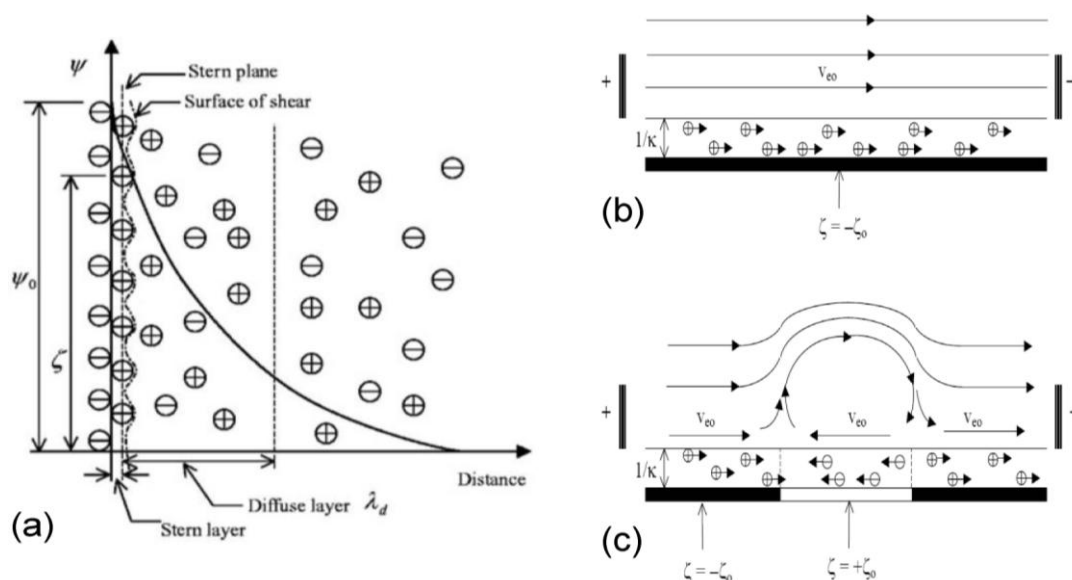 ψ
Stern plane
Surface of shear
ψ₀
ζ
Distance
Diffuse layer λd
Stern layer
(a)
+
Veo
−
1/κ
ζ = −ζo
(b)
+
Veo
Veo
Veo
−
1/κ
(c)
ζ = −ζo
ζ = +ζo